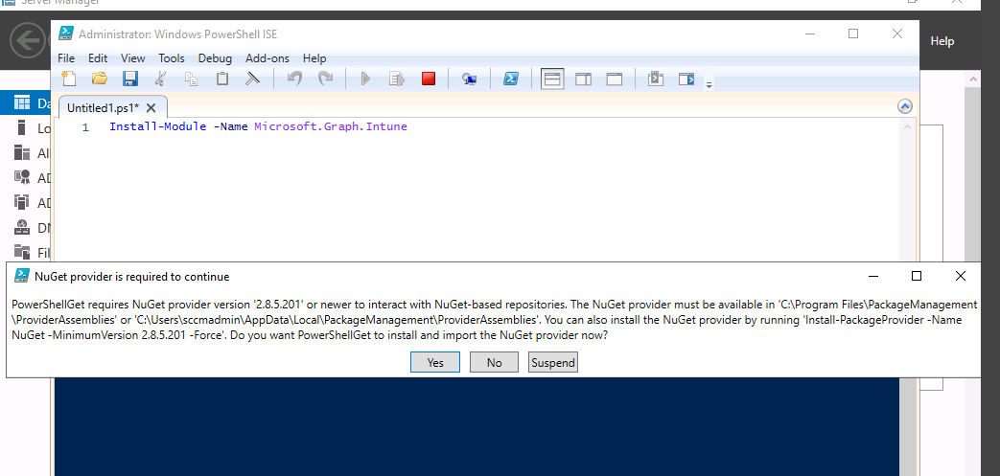 Server Manager
Administrator: Windows PowerShell ISE
Help
File Edit View Tools Debug Add-ons Help
Untitled1.ps1*
1 Install-Module -Name Microsoft.Graph.Intune
Da
Lo
Al
AD
AD
DN
File
NuGet provider is required to continue
PowerShellGet requires NuGet provider version '2.8.5.201' or newer to interact with NuGet-based repositories. The NuGet provider must be available in 'C:\Program Files\PackageManagement
\ProviderAssemblies' or 'C:\Users\sccmadmin\AppData\Local\PackageManagement\ProviderAssemblies'. You can also install the NuGet provider by running 'Install-PackageProvider -Name
NuGet -MinimumVersion 2.8.5.201 -Force'. Do you want PowerShellGet to install and import the NuGet provider now?
Yes No Suspend